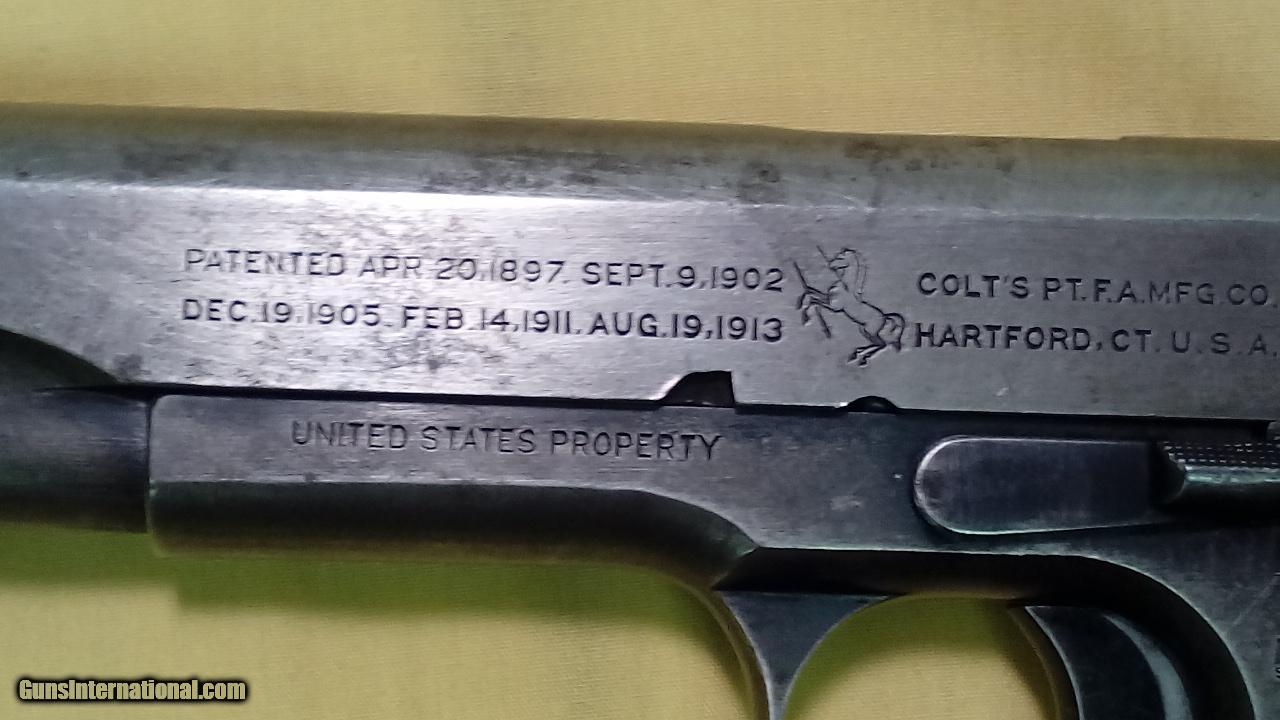 PATENTED APR.20,1897. SEPT.9,1902
DEC.19,1905. FEB.14,1911. AUG.19,1913
COLT'S PT.F.A.MFG.CO.
HARTFORD, CT. U.S.A.
UNITED STATES PROPERTY
GunsInternational.com